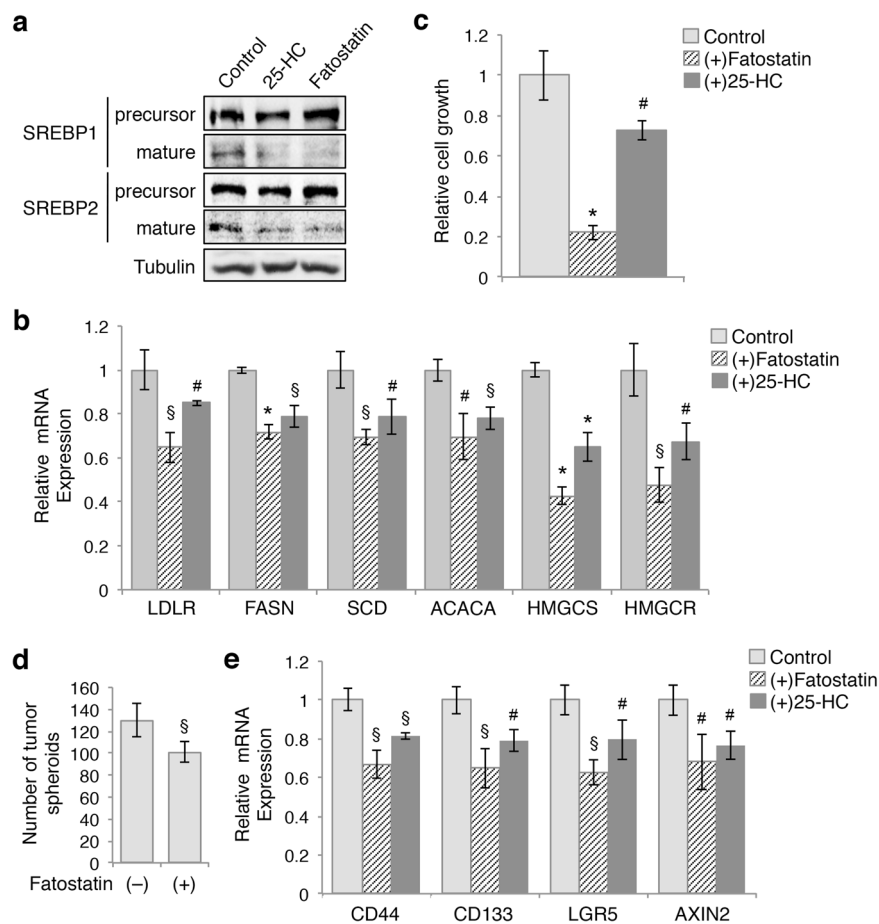 a
Control
25-HC
Fatostatin
SREBP1
precursor
mature
SREBP2
precursor
mature
Tubulin
c
Relative cell growth
1.2
1
0.8
0.6
0.4
0.2
0
*
#
Control
(+)Fatostatin
(+)25-HC
b
Relative mRNA
Expression
1.2
1
0.8
0.6
0.4
0.2
0
§ # * § § # # § * * § #
LDLR FASN SCD ACACA HMGCS HMGCR
Control
(+)Fatostatin
(+)25-HC
d
Number of tumor
spheroids
160
140
120
100
80
60
40
20
0
§
Fatostatin (–) (+)
e
Relative mRNA
Expression
1.2
1
0.8
0.6
0.4
0.2
0
§ § § # § # # #
CD44 CD133 LGR5 AXIN2
Control
(+)Fatostatin
(+)25-HC